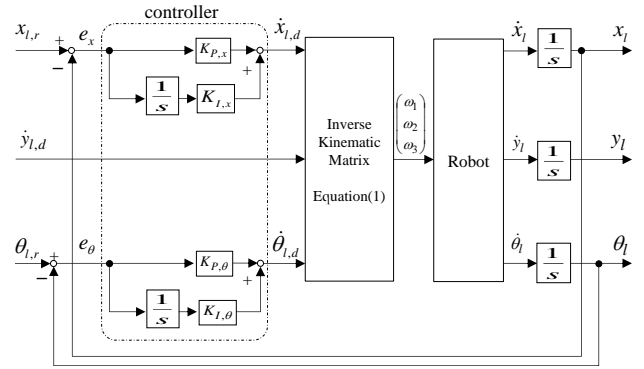 controller
x_{l,r} + − e_x K_{P,x} + + ẋ_{l,d} ẋ_l 1/s x_l
1/s K_{I,x}
ẏ_{l,d} Inverse Kinematic Matrix Equation(1) (ω_1 ω_2 ω_3) Robot ẏ_l 1/s y_l
θ_{l,r} + − e_θ K_{P,θ} + + θ̇_{l,d} θ̇_l 1/s θ_l
1/s K_{I,θ}